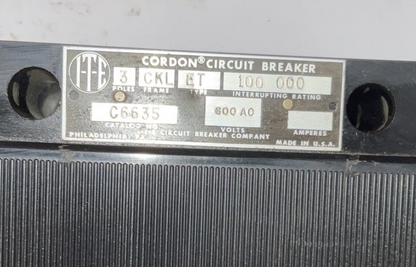 CORDON® CIRCUIT BREAKER
I-T-E
3 CKL ET 100 000
POLES FRAME TYPE INTERRUPTING RATING
C6635 600 AC
CATALOG NO. VOLTS AMPERES
CIRCUIT BREAKER COMPANY
PHILADELPHIA MADE IN U.S.A.